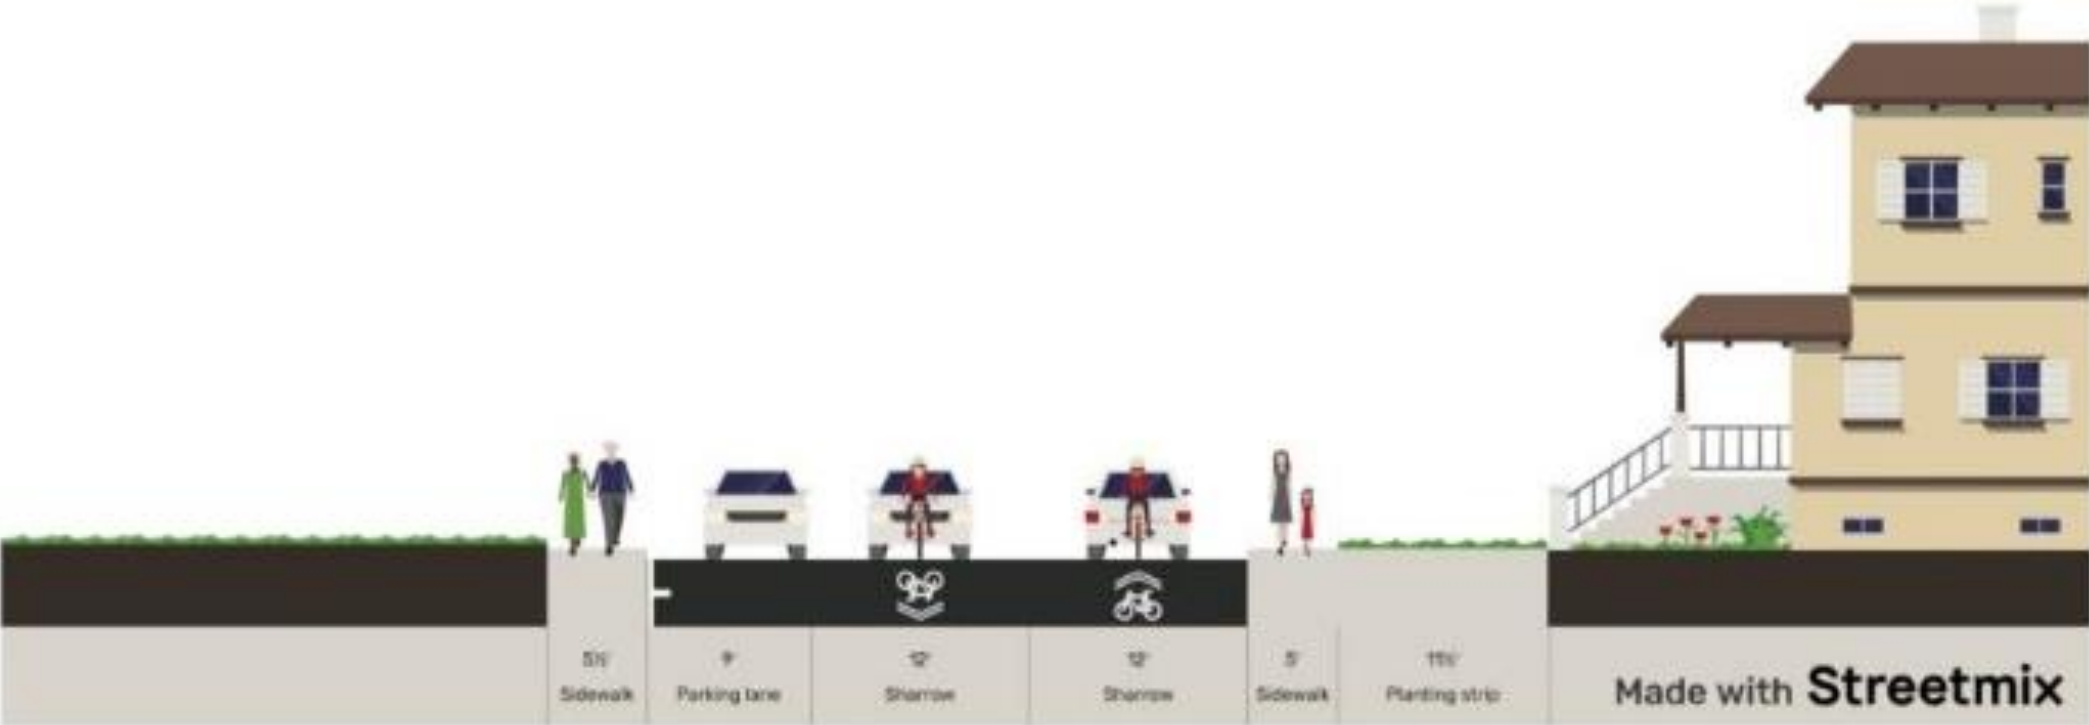 5½' 9' 12' 12' 5' 11½'
Sidewalk Parking lane Sharrow Sharrow Sidewalk Planting strip
Made with Streetmix